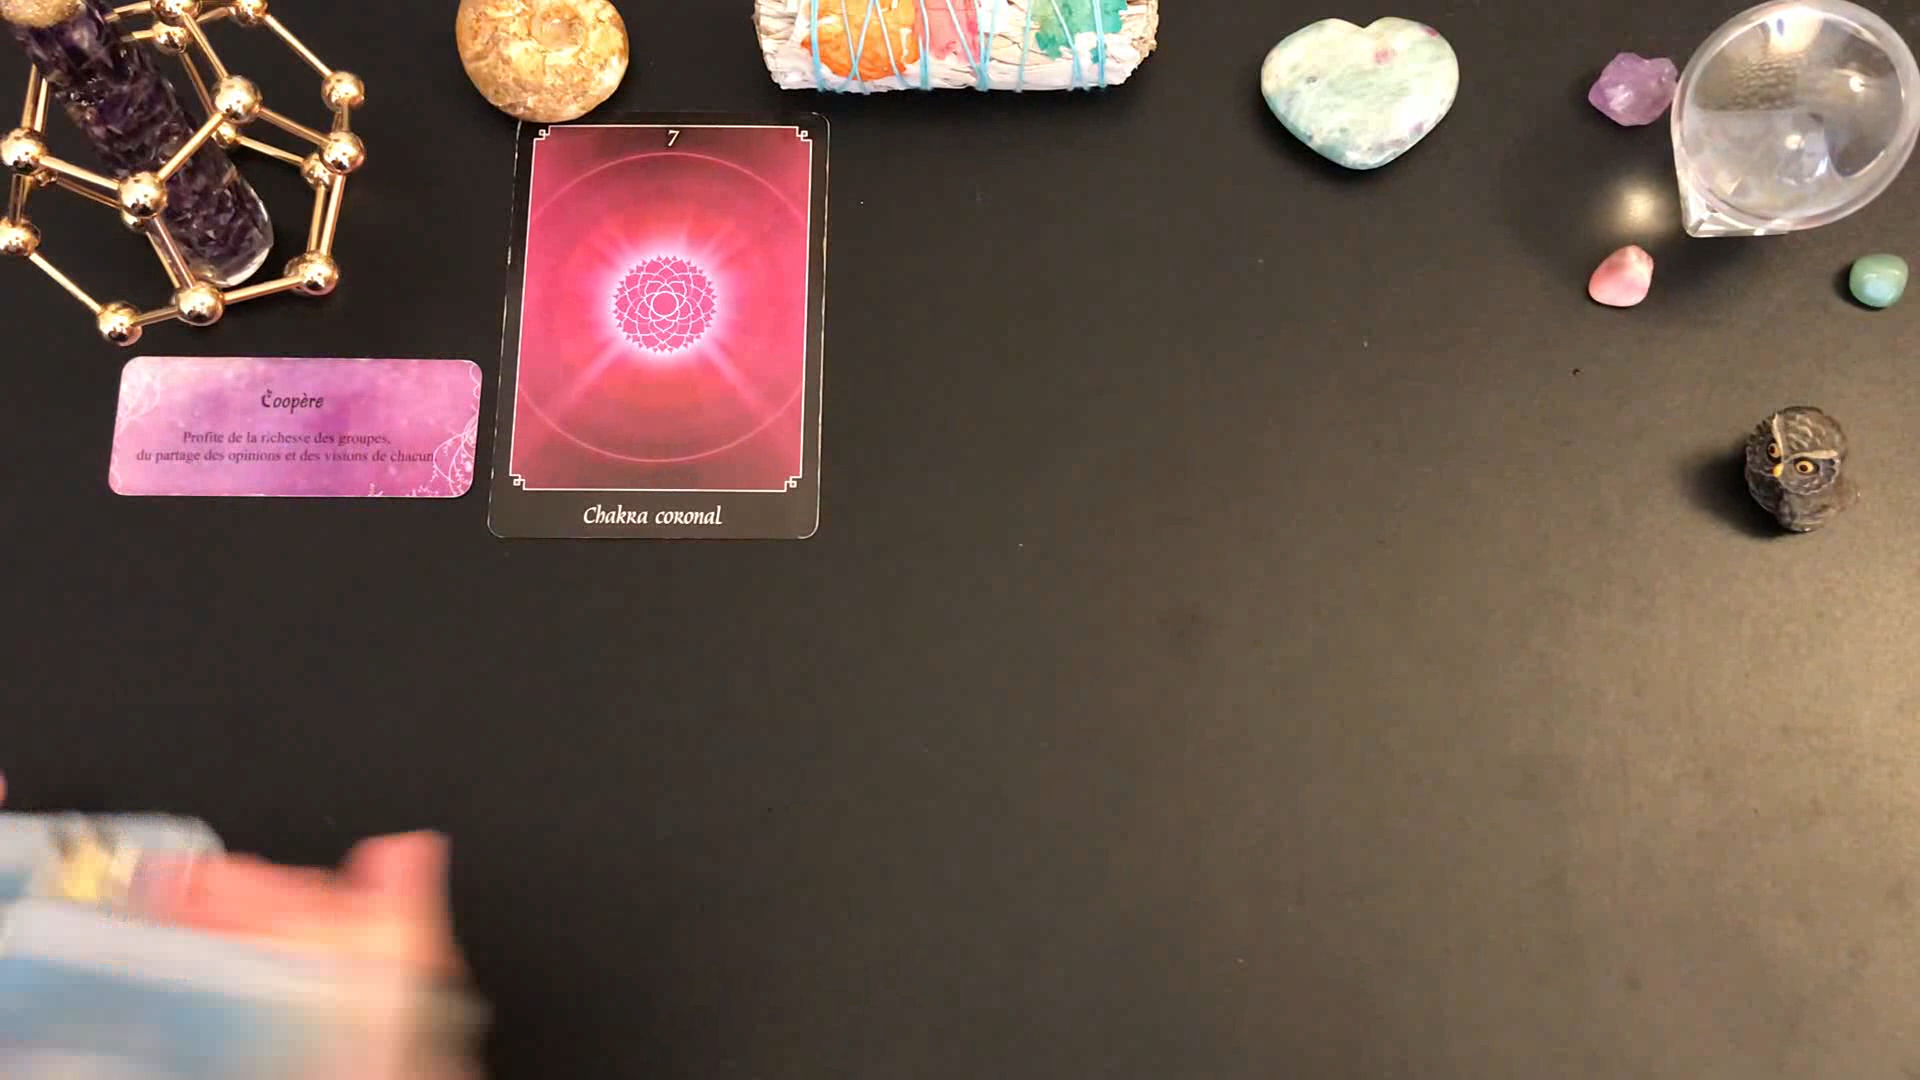 7
Chakra coronal
Coopère
Profite de la richesse des groupes,
du partage des opinions et des visions de chacun.